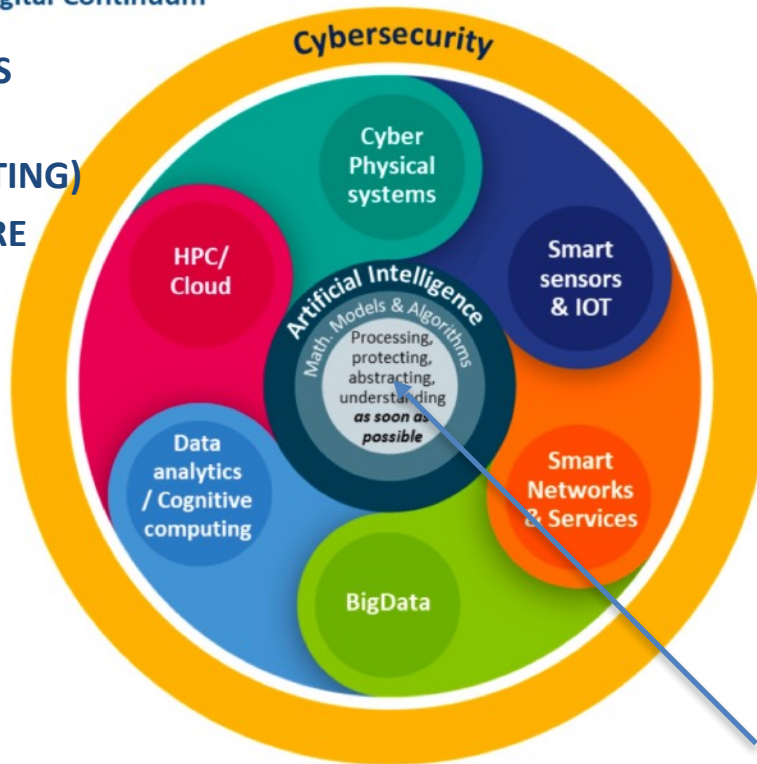 Continuum
S
TING)
RE
Cybersecurity
Cyber
Physical
systems
Smart
sensors
& IOT
HPC/
Cloud
Artificial Intelligence
Math. Models & Algorithms
Processing,
protecting,
abstracting,
understanding
as soon as
possible
Data
analytics
/ Cognitive
computing
Smart
Networks
& Services
BigData